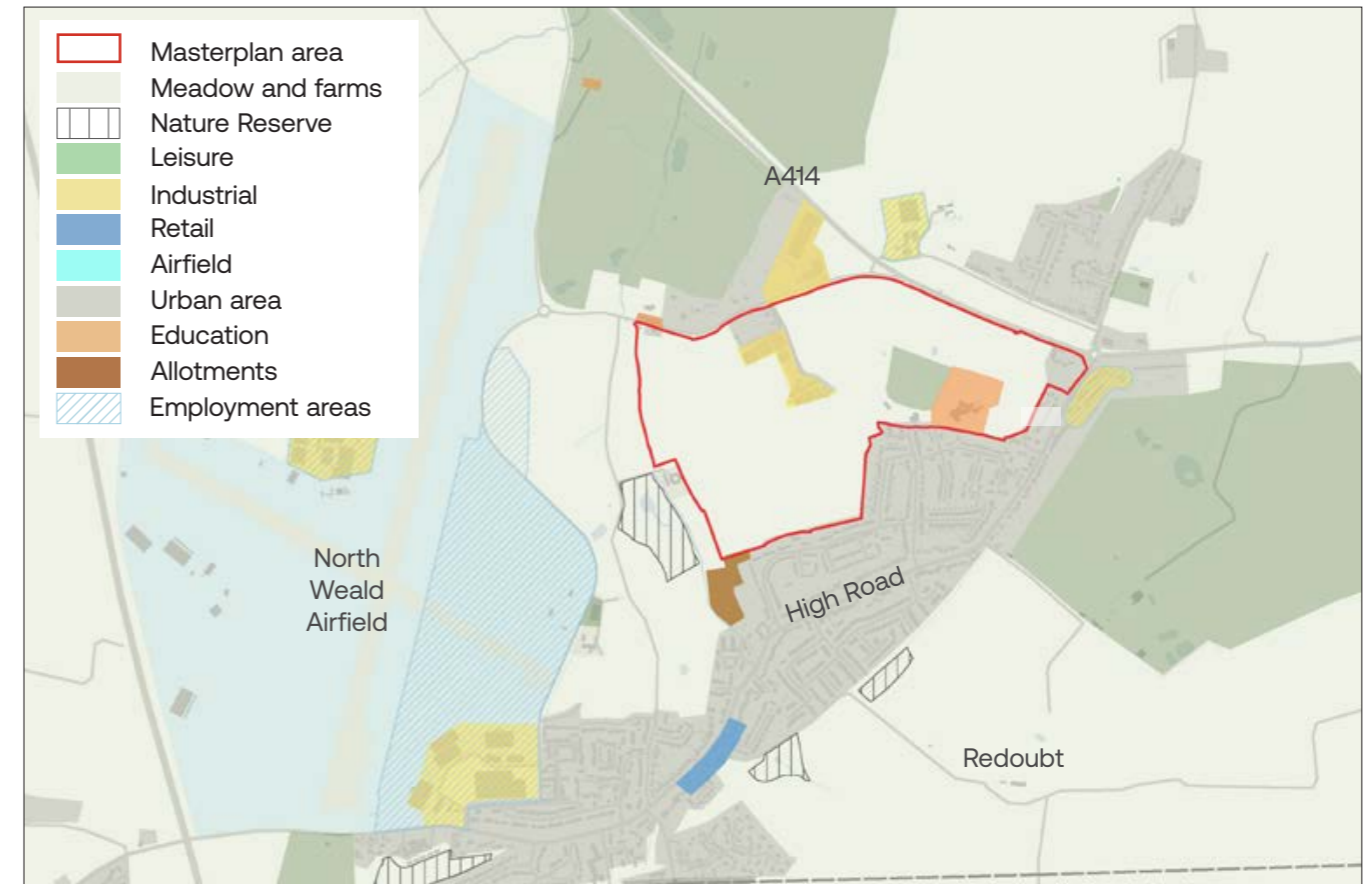 Masterplan area
Meadow and farms
Nature Reserve
Leisure
Industrial
Retail
Airfield
Urban area
Education
Allotments
Employment areas
A414
North
Weald
Airfield
High Road
Redoubt